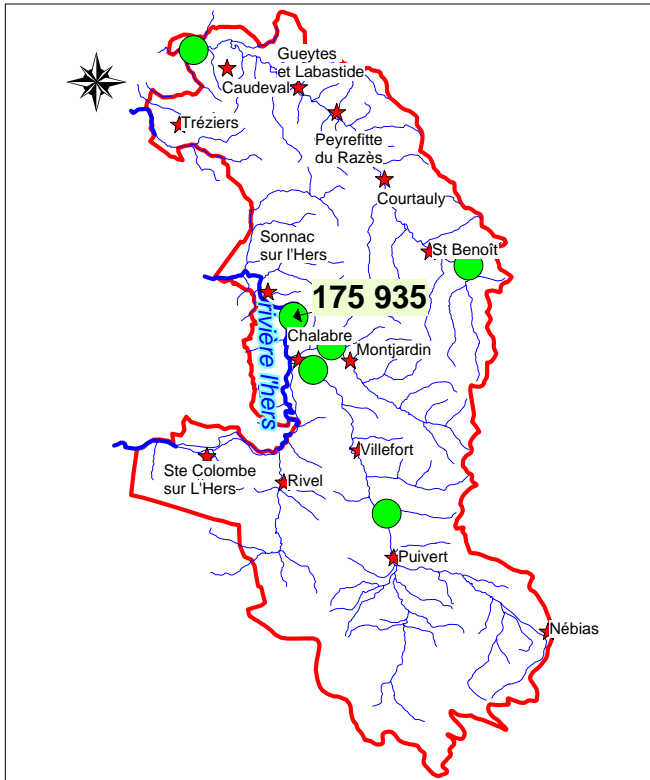 Gueytes
et Labastide
Caudeval
Tréziers
Peyrefitte
du Razès
Courtauly
Sonnac
sur l'Hers
St Benoît
175 935
rivière l'hers
Chalabre
Montjardin
Villefort
Ste Colombe
sur L'Hers
Rivel
Puivert
Nébias